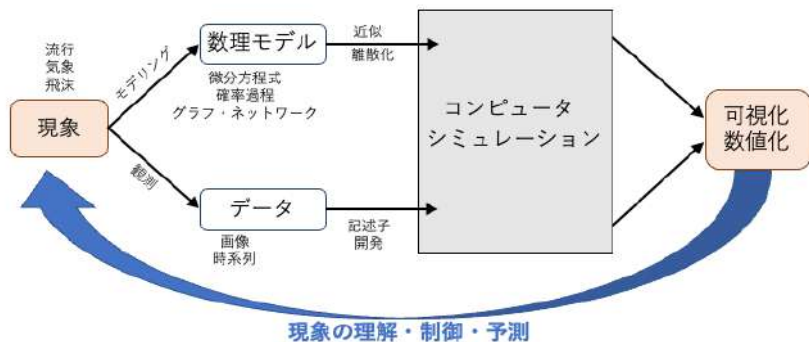 流行
気象
飛沫
現象
モデリング
観測
数理モデル
微分方程式
確率過程
グラフ・ネットワーク
データ
画像
時系列
近似
離散化
記述子
開発
コンピュータ
シミュレーション
可視化
数値化
現象の理解・制御・予測